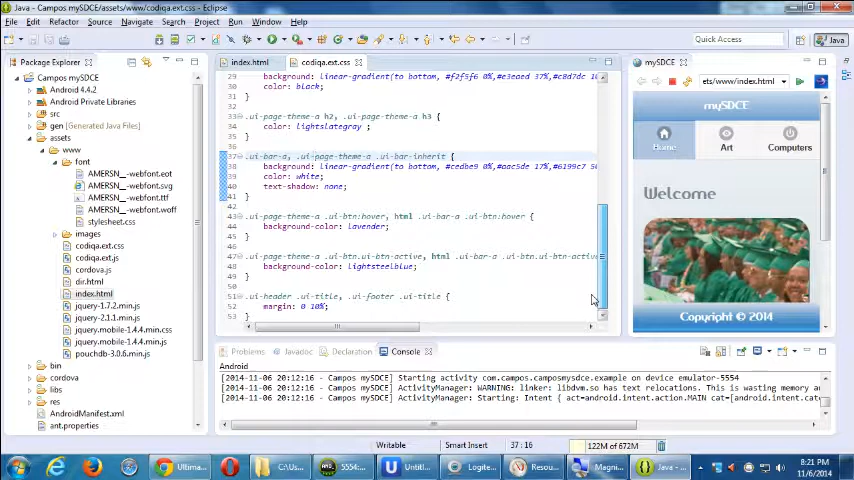 Java - Campos mySDCE/assets/www/codiqa.ext.css - Eclipse
File Edit Refactor Source Navigate Search Project Run Window Help
Quick Access
Java
Package Explorer
Campos mySDCE
Android 4.4.2
Android Private Libraries
src
gen [Generated Java Files]
assets
www
font
AMERSN__-webfont.eot
AMERSN__-webfont.svg
AMERSN__-webfont.ttf
AMERSN__-webfont.woff
stylesheet.css
images
codiqa.ext.css
codiqa.ext.js
cordova.js
dir.html
index.html
jquery-1.7.2.min.js
jquery-2.1.1.min.js
jquery.mobile-1.4.4.min.css
jquery.mobile-1.4.4.min.js
pouchdb-3.0.6.min.js
bin
cordova
libs
res
AndroidManifest.xml
ant.properties
index.html
codiqa.ext.css
29 background: linear-gradient(to bottom, #f2f5f6 0%,#e3eaed 37%,#c8d7dc 10
30 color: black;
31 }
32
33 .ui-page-theme-a h2, .ui-page-theme-a h3 {
34 color: lightslategray ;
35 }
36
37 .ui-bar-a, .ui-page-theme-a .ui-bar-inherit {
38 background: linear-gradient(to bottom, #cedbe9 0%,#aac5de 17%,#6199c7 50
39 color: white;
40 text-shadow: none;
41 }
42
43 .ui-page-theme-a .ui-btn:hover, html .ui-bar-a .ui-btn:hover {
44 background-color: lavender;
45 }
46
47 .ui-page-theme-a .ui-btn.ui-btn-active, html .ui-bar-a .ui-btn.ui-btn-active
48 background-color: lightsteelblue;
49 }
50
51 .ui-header .ui-title, .ui-footer .ui-title {
52 margin: 0 10%;
53 }
mySDCE
ets/www/index.html
mySDCE
Home
Art
Computers
Welcome
Copyright © 2014
Problems Javadoc Declaration Console
Android
[2014-11-06 20:12:16 - Campos mySDCE] Starting activity com.campos.camposmysdce.example on device emulator-5554
[2014-11-06 20:12:16 - Campos mySDCE] ActivityManager: WARNING: linker: libdvm.so has text relocations. This is wasting memory an
[2014-11-06 20:12:16 - Campos mySDCE] ActivityManager: Starting: Intent { act=android.intent.action.MAIN cat=[android.intent.cate
Writable
Smart Insert
37 : 16
122M of 672M
Ultima...
C:\Us...
5554:...
Untitl...
Logite...
Resou...
Magni...
Java - ...
8:21 PM
11/6/2014